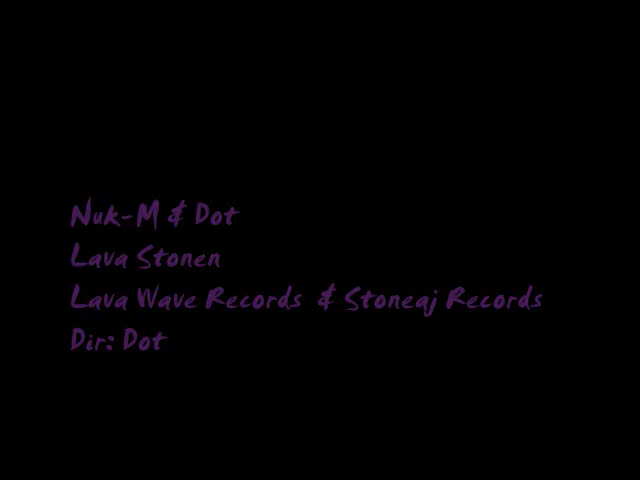 Nuk-M & Dot
Lava Stonen
Lava Wave Records & Stoneaj Records
Dir: Dot